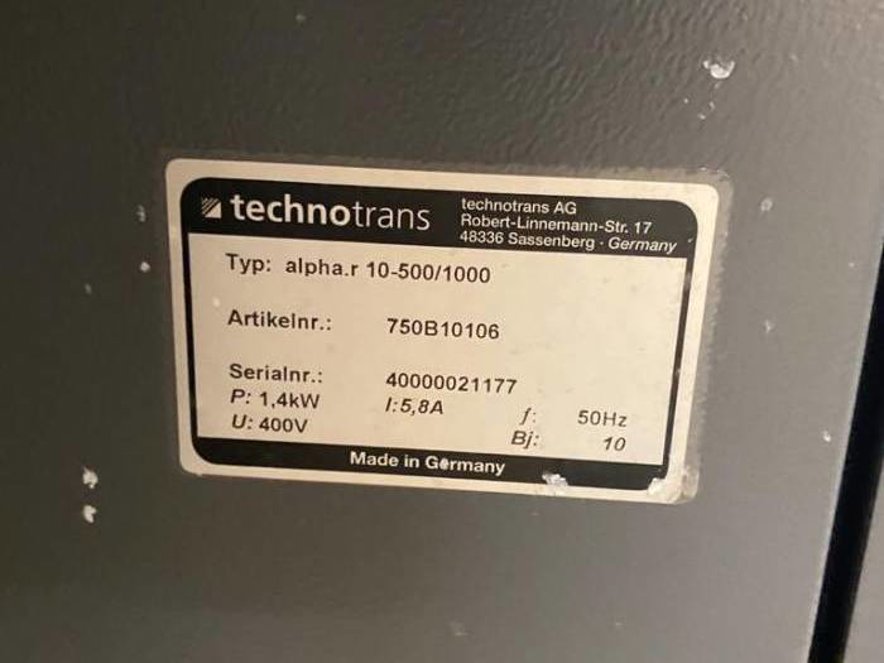 technotrans
technotrans AG
Robert-Linnemann-Str. 17
48336 Sassenberg · Germany
Typ: alpha.r 10-500/1000
Artikelnr.: 750B10106
Serialnr.: 40000021177
P: 1,4kW I:5,8A f: 50Hz
U: 400V Bj: 10
Made in Germany